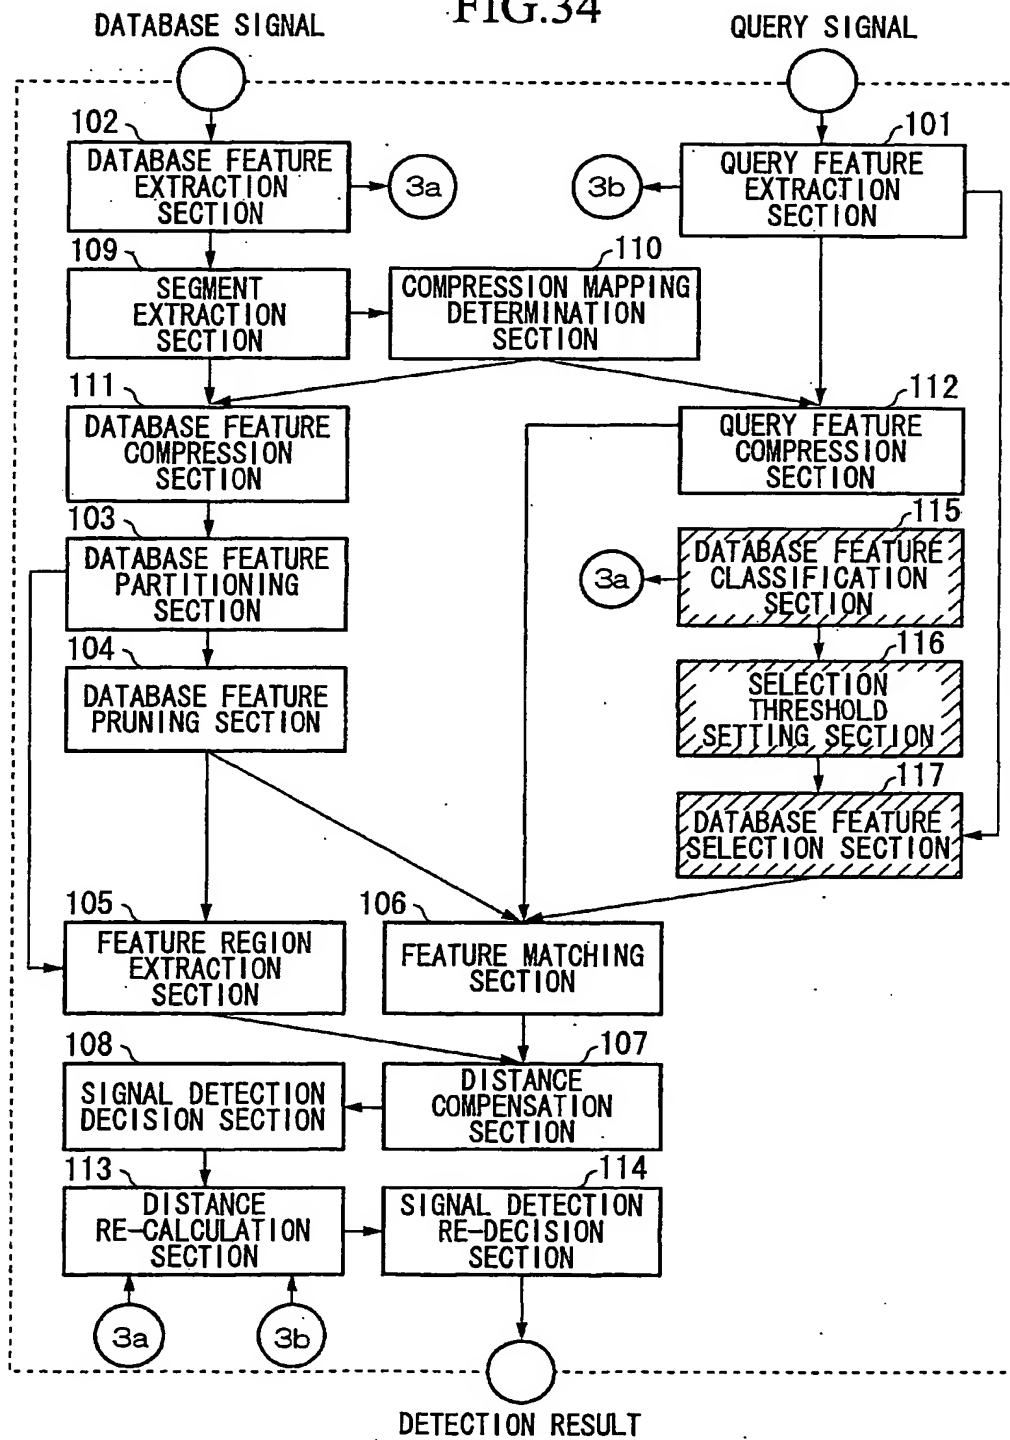 FIG.34
DATABASE SIGNAL
QUERY SIGNAL
102
DATABASE FEATURE
EXTRACTION
SECTION
3a
3b
101
QUERY FEATURE
EXTRACTION
SECTION
109
SEGMENT
EXTRACTION
SECTION
110
COMPRESSION MAPPING
DETERMINATION
SECTION
111
DATABASE FEATURE
COMPRESSION
SECTION
112
QUERY FEATURE
COMPRESSION
SECTION
103
DATABASE FEATURE
PARTITIONING
SECTION
3a
115
DATABASE FEATURE
CLASSIFICATION
SECTION
104
DATABASE FEATURE
PRUNING SECTION
116
SELECTION
THRESHOLD
SETTING SECTION
117
DATABASE FEATURE
SELECTION SECTION
105
FEATURE REGION
EXTRACTION
SECTION
106
FEATURE MATCHING
SECTION
108
SIGNAL DETECTION
DECISION SECTION
107
DISTANCE
COMPENSATION
SECTION
113
DISTANCE
RE-CALCULATION
SECTION
114
SIGNAL DETECTION
RE-DECISION
SECTION
3a
3b
DETECTION RESULT